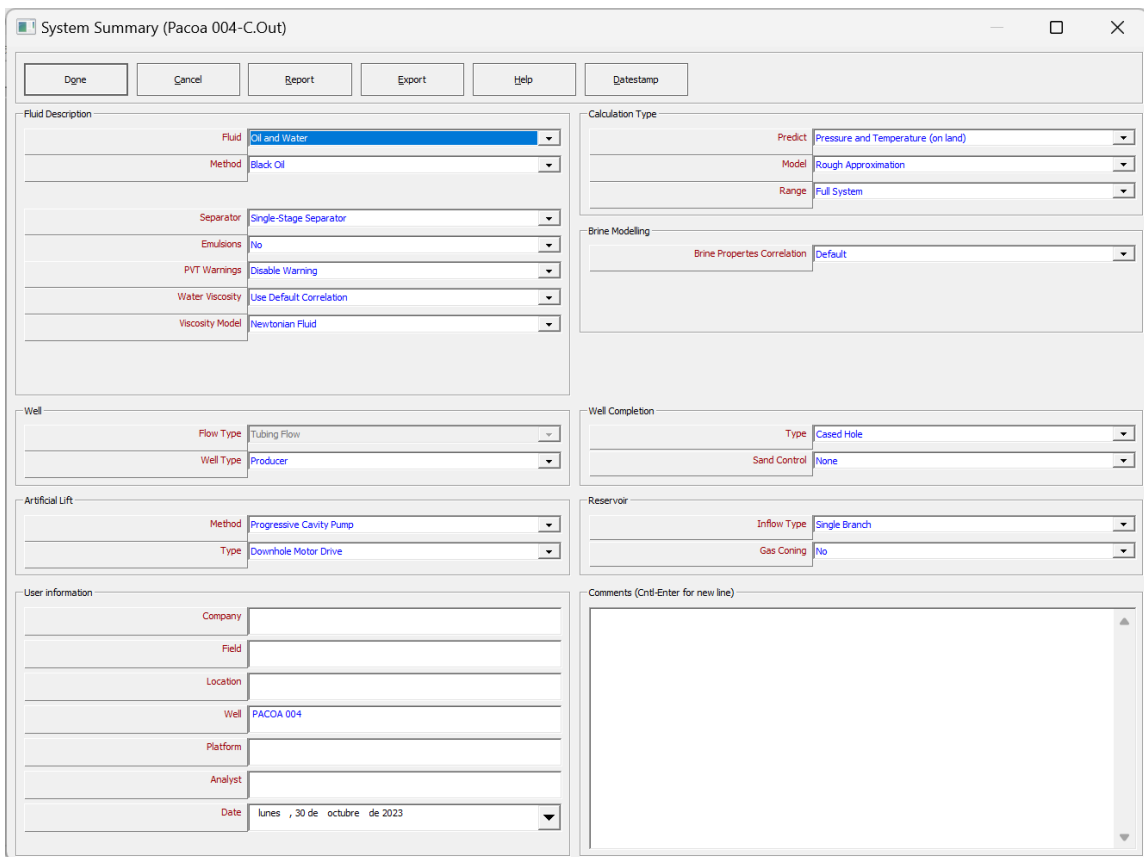 System Summary (Pacoa 004-C.Out)
Done Cancel Report Export Help Datestamp
Fluid Description
Fluid Oil and Water
Method Black Oil
Separator Single-Stage Separator
Emulsions No
PVT Warnings Disable Warning
Water Viscosity Use Default Correlation
Viscosity Model Newtonian Fluid
Calculation Type
Predict Pressure and Temperature (on land)
Model Rough Approximation
Range Full System
Brine Modelling
Brine Propertes Correlation Default
Well
Flow Type Tubing Flow
Well Type Producer
Well Completion
Type Cased Hole
Sand Control None
Artificial Lift
Method Progressive Cavity Pump
Type Downhole Motor Drive
Reservoir
Inflow Type Single Branch
Gas Coning No
User information
Company
Field
Location
Well PACOA 004
Platform
Analyst
Date lunes , 30 de octubre de 2023
Comments (Cntl-Enter for new line)